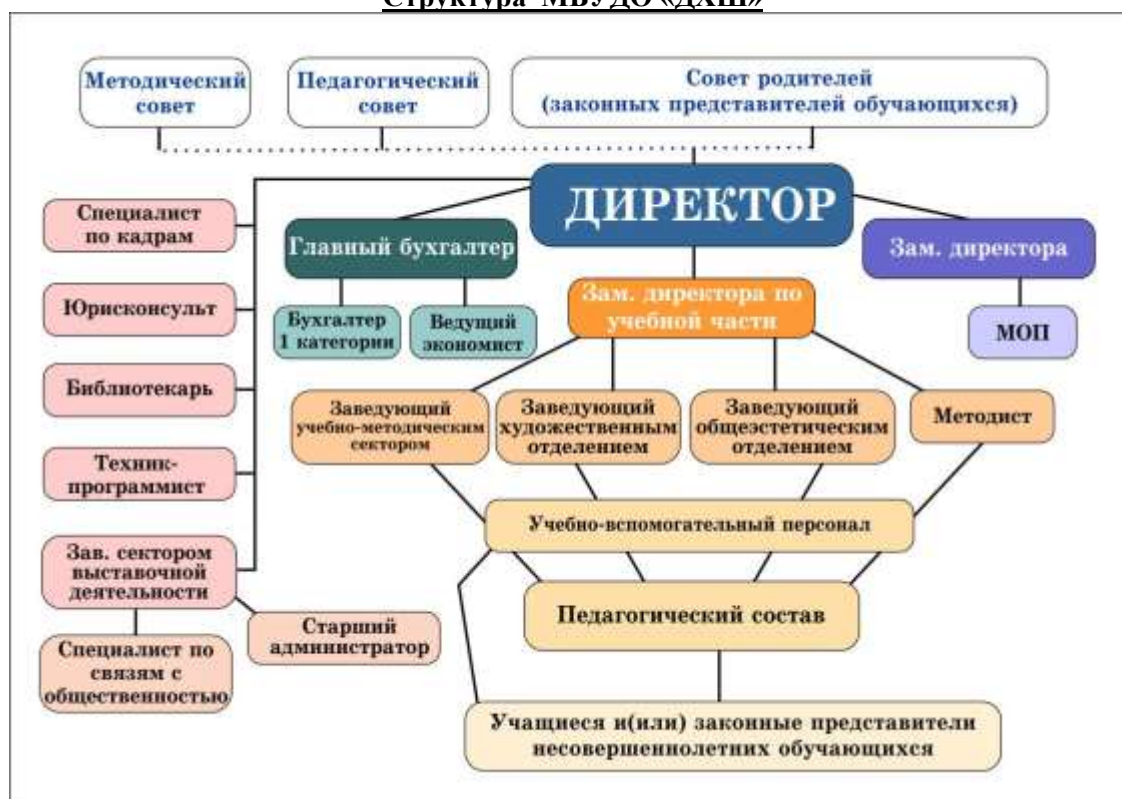 Структура МБУДО «ДХШ»
Методический
совет
Педагогический
совет
Совет родителей
(законных представителей обучающихся)
ДИРЕКТОР
Специалист
по кадрам
Главный бухгалтер
Зам. директора
Юрисконсульт
Бухгалтер
1 категории
Ведущий
экономист
Зам. директора по
учебной части
МОП
Библиотекарь
Заведующий
учебно-методическим
сектором
Заведующий
художественным
отделением
Заведующий
общеэстетическим
отделением
Методист
Техник-
программист
Учебно-вспомогательный персонал
Зав. сектором
выставочной
деятельности
Педагогический состав
Старший
администратор
Специалист по
связям с
общественностью
Учащиеся и(или) законные представители
несовершеннолетних обучающихся